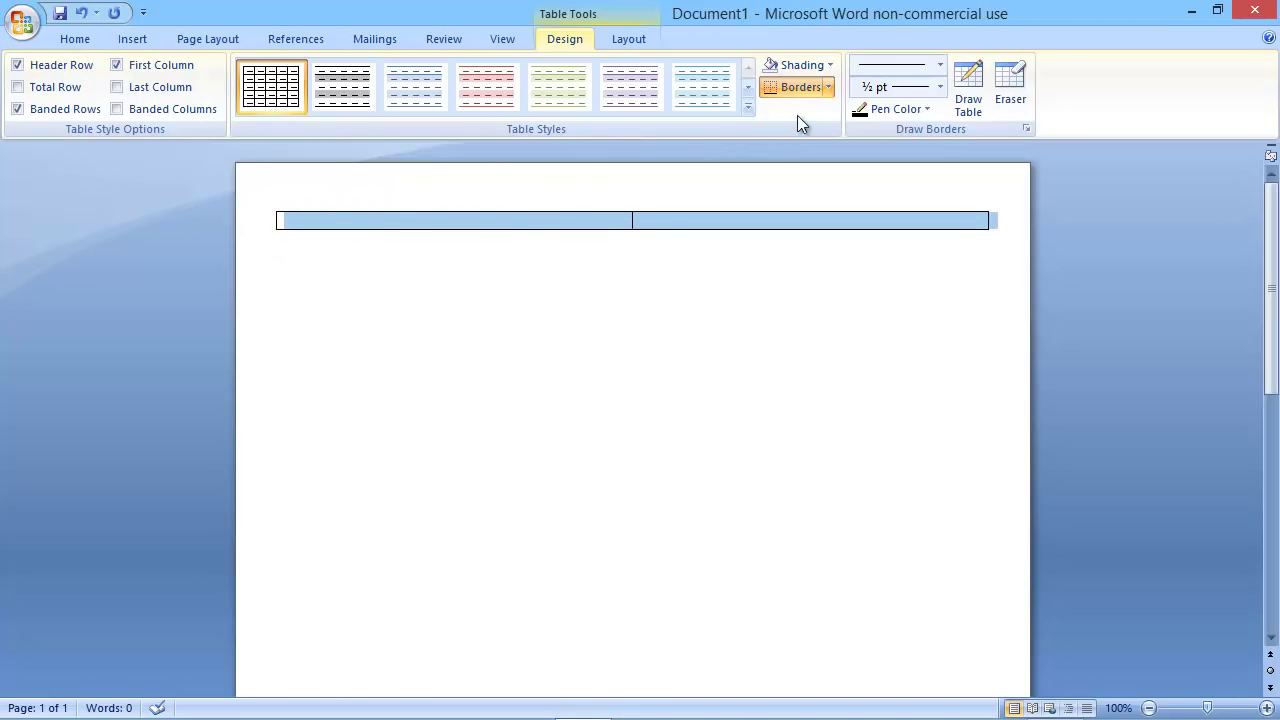 Table Tools
Document1 - Microsoft Word non-commercial use
Home
Insert
Page Layout
References
Mailings
Review
View
Design
Layout
Header Row
First Column
Total Row
Last Column
Banded Rows
Banded Columns
Table Style Options
Table Styles
Shading
Borders
½ pt
Pen Color
Draw Table
Eraser
Draw Borders
Page: 1 of 1
Words: 0
100%